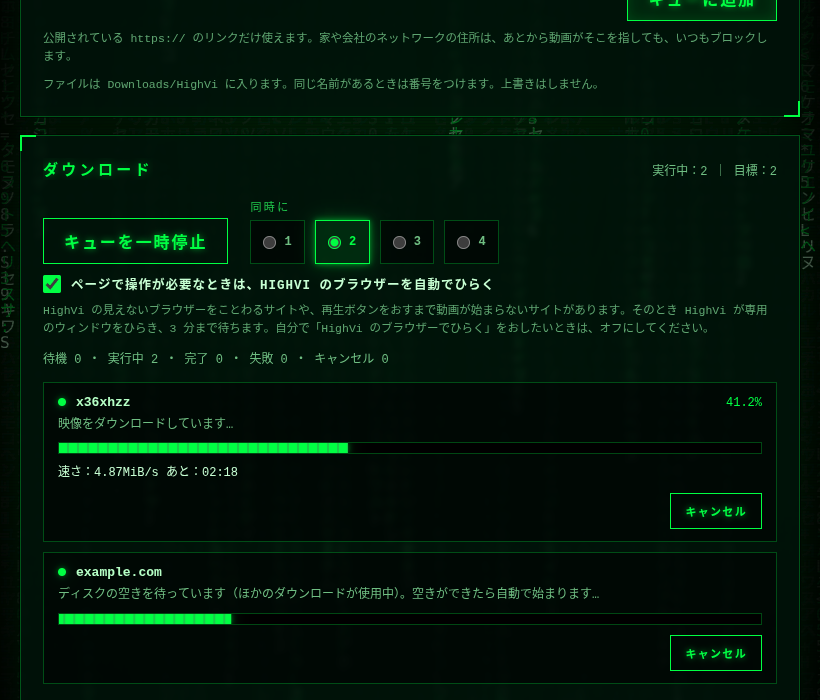 キューに追加
公開されている https:// のリンクだけ使えます。家や会社のネットワークの住所は、あとから動画がそこを指しても、いつもブロックし
ます。
ファイルは Downloads/HighVi に入ります。同じ名前があるときは番号をつけます。上書きはしません。
ダウンロード
実行中：2 ｜ 目標：2
同時に
キューを一時停止
1
2
3
4
ページで操作が必要なときは、HIGHVI のブラウザーを自動でひらく
HighVi の見えないブラウザーをことわるサイトや、再生ボタンをおすまで動画が始まらないサイトがあります。そのとき HighVi が専用
のウィンドウをひらき、3 分まで待ちます。自分で「HighVi のブラウザーでひらく」をおしたいときは、オフにしてください。
待機 0 ・ 実行中 2 ・ 完了 0 ・ 失敗 0 ・ キャンセル 0
x36xhzz
41.2%
映像をダウンロードしています…
速さ：4.87MiB/s あと：02:18
キャンセル
example.com
ディスクの空きを待っています（ほかのダウンロードが使用中）。空きができたら自動で始まります…
キャンセル